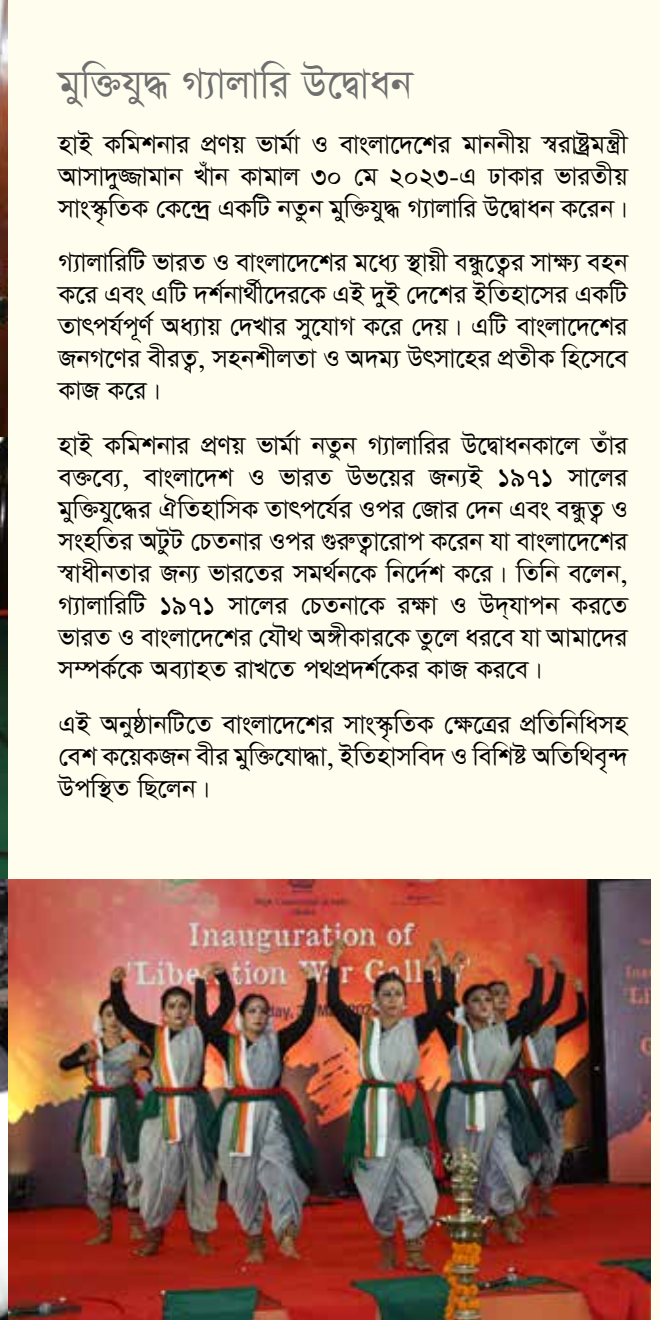 মুক্তিযুদ্ধ গ্যালারি উদ্বোধন
হাই কমিশনার প্রণয় ভার্মা ও বাংলাদেশের মাননীয় স্বরাষ্ট্রমন্ত্রী
আসাদুজ্জামান খাঁন কামাল ৩০ মে ২০২৩-এ ঢাকার ভারতীয়
সাংস্কৃতিক কেন্দ্রে একটি নতুন মুক্তিযুদ্ধ গ্যালারি উদ্বোধন করেন।
গ্যালারিটি ভারত ও বাংলাদেশের মধ্যে স্থায়ী বন্ধুত্বের সাক্ষ্য বহন
করে এবং এটি দর্শনার্থীদেরকে এই দুই দেশের ইতিহাসের একটি
তাৎপর্যপূর্ণ অধ্যায় দেখার সুযোগ করে দেয়। এটি বাংলাদেশের
জনগণের বীরত্ব, সহনশীলতা ও অদম্য উৎসাহের প্রতীক হিসেবে
কাজ করে।
হাই কমিশনার প্রণয় ভার্মা নতুন গ্যালারির উদ্বোধনকালে তাঁর
বক্তব্যে, বাংলাদেশ ও ভারত উভয়ের জন্যই ১৯৭১ সালের
মুক্তিযুদ্ধের ঐতিহাসিক তাৎপর্যের ওপর জোর দেন এবং বন্ধুত্ব ও
সংহতির অটুট চেতনার ওপর গুরুত্বারোপ করেন যা বাংলাদেশের
স্বাধীনতার জন্য ভারতের সমর্থনকে নির্দেশ করে। তিনি বলেন,
গ্যালারিটি ১৯৭১ সালের চেতনাকে রক্ষা ও উদ্‌যাপন করতে
ভারত ও বাংলাদেশের যৌথ অঙ্গীকারকে তুলে ধরবে যা আমাদের
সম্পর্ককে অব্যাহত রাখতে পথপ্রদর্শকের কাজ করবে।
এই অনুষ্ঠানটিতে বাংলাদেশের সাংস্কৃতিক ক্ষেত্রের প্রতিনিধিসহ
বেশ কয়েকজন বীর মুক্তিযোদ্ধা, ইতিহাসবিদ ও বিশিষ্ট অতিথিবৃন্দ
উপস্থিত ছিলেন।
Inauguration of
'Liberation War Gallery'